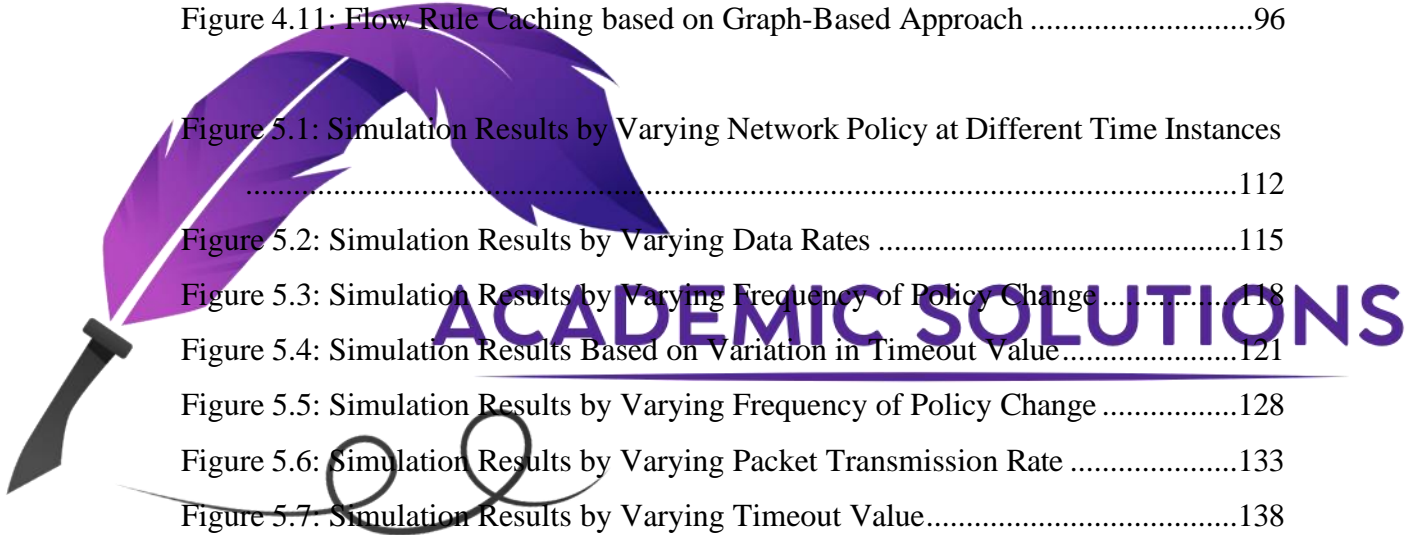 Figure 4.11: Flow Rule Caching based on Graph-Based Approach ............................96
Figure 5.1: Simulation Results by Varying Network Policy at Different Time Instances
..............................................................................................................................112
Figure 5.2: Simulation Results by Varying Data Rates .............................................115
Figure 5.3: Simulation Results by Varying Frequency of Policy Change .................118
ACADEMIC SOLUTIONS
Figure 5.4: Simulation Results Based on Variation in Timeout Value......................121
Figure 5.5: Simulation Results by Varying Frequency of Policy Change .................128
Figure 5.6: Simulation Results by Varying Packet Transmission Rate .....................133
Figure 5.7: Simulation Results by Varying Timeout Value.......................................138